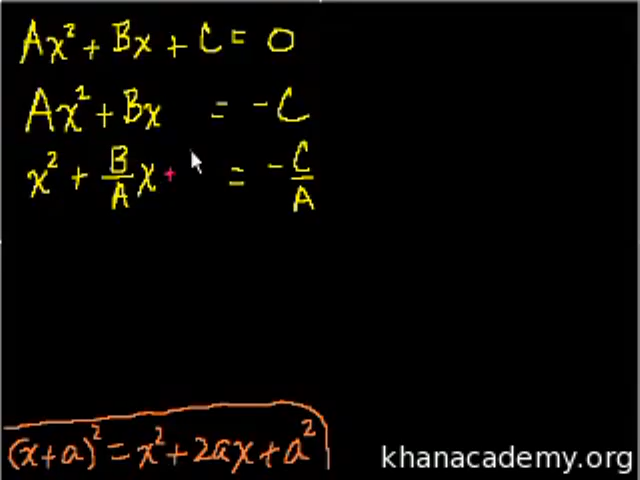 Ax² + Bx + C = 0
Ax² + Bx = -C
x² + B/A x + = -C/A
(x+a)² = x² + 2ax + a²
khanacademy.org